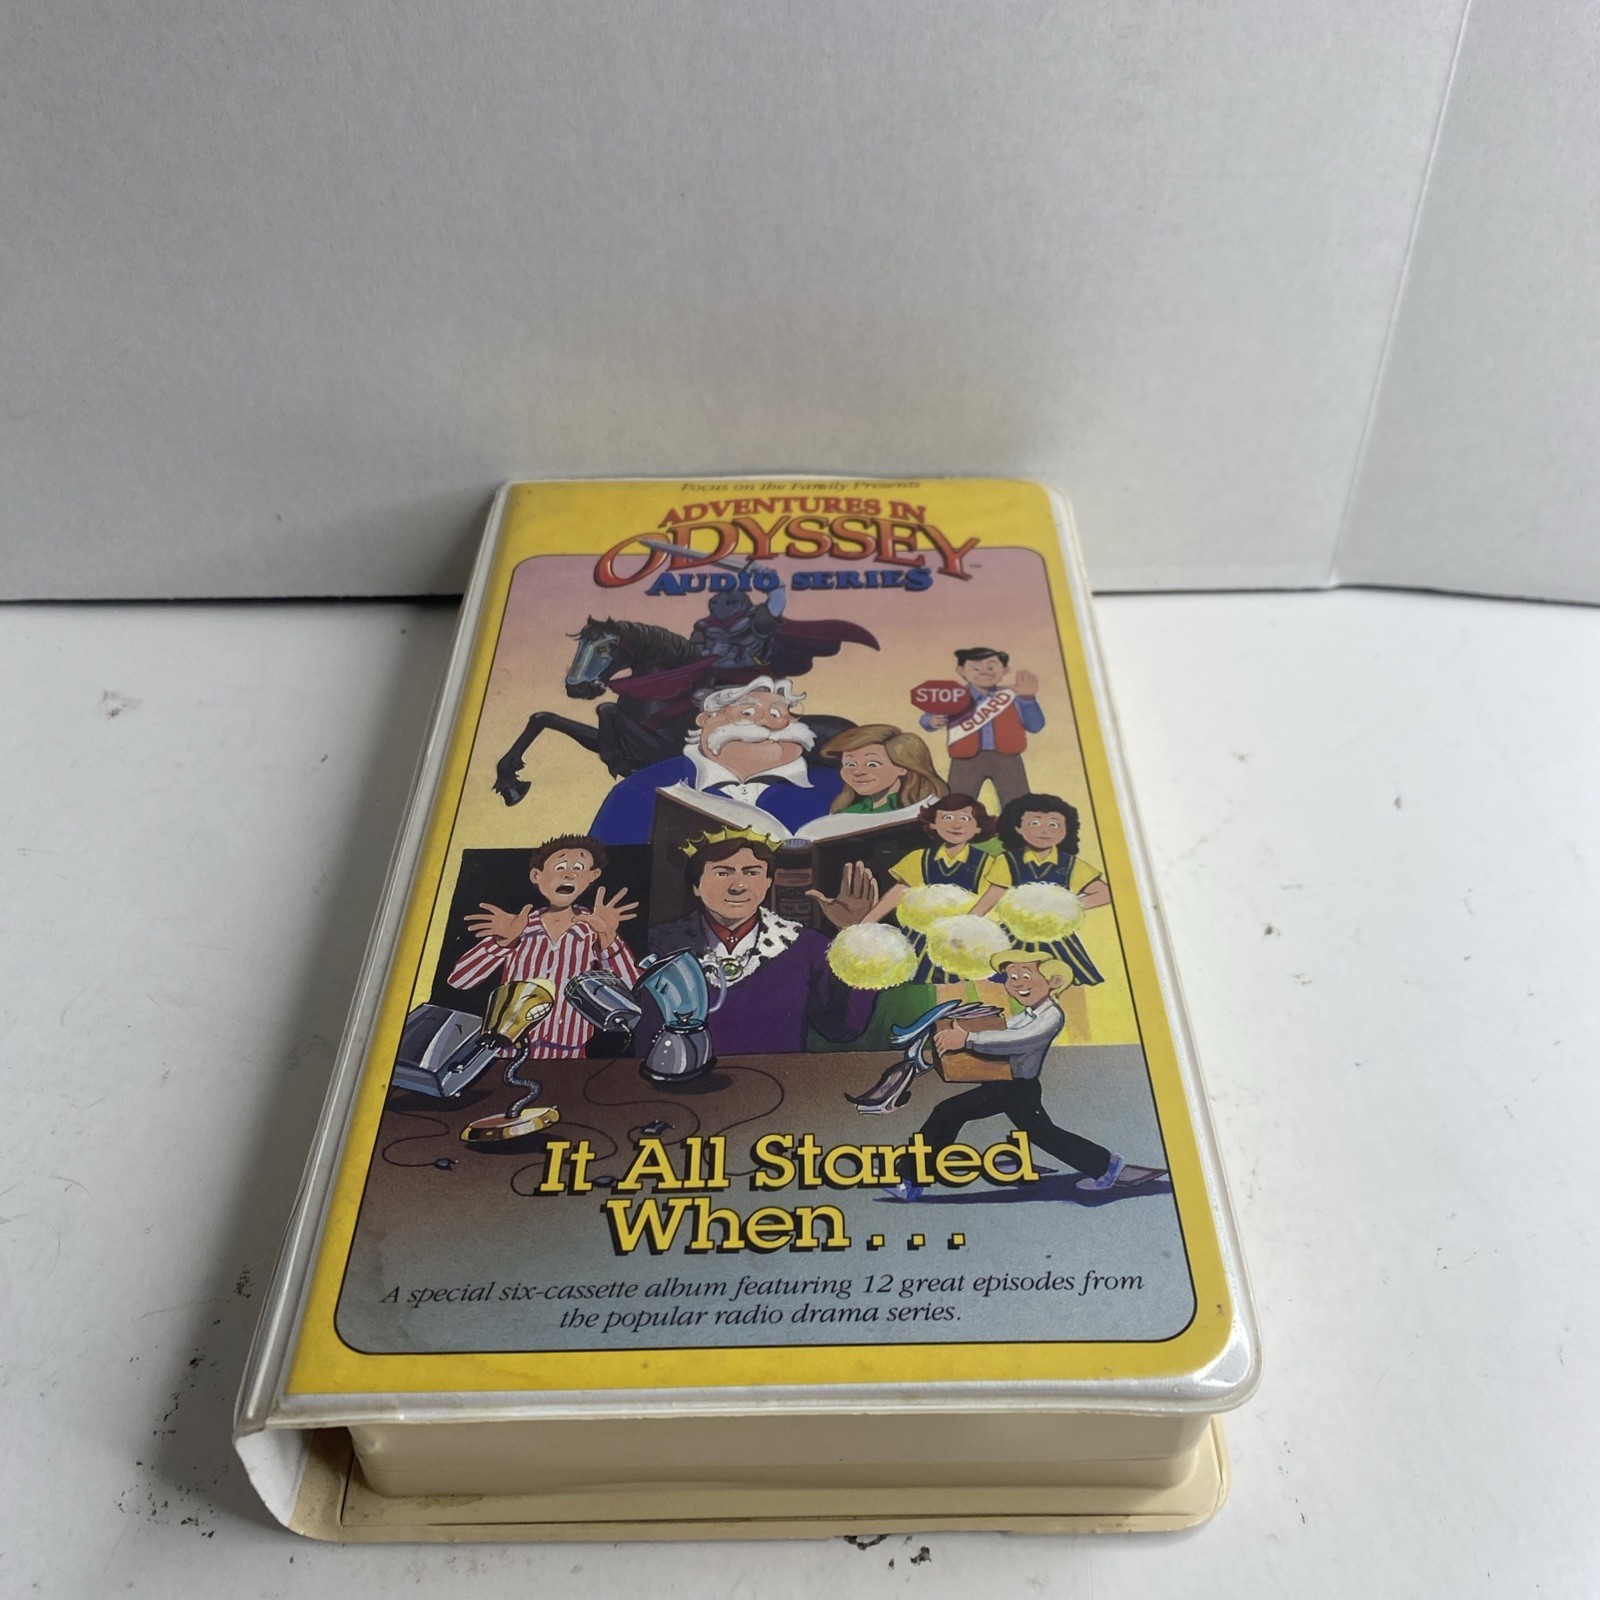 Focus on the Family Presents
ADVENTURES IN
ODYSSEY™
AUDIO SERIES
STOP
GUARD
It All Started
When...
A special six-cassette album featuring 12 great episodes from
the popular radio drama series.